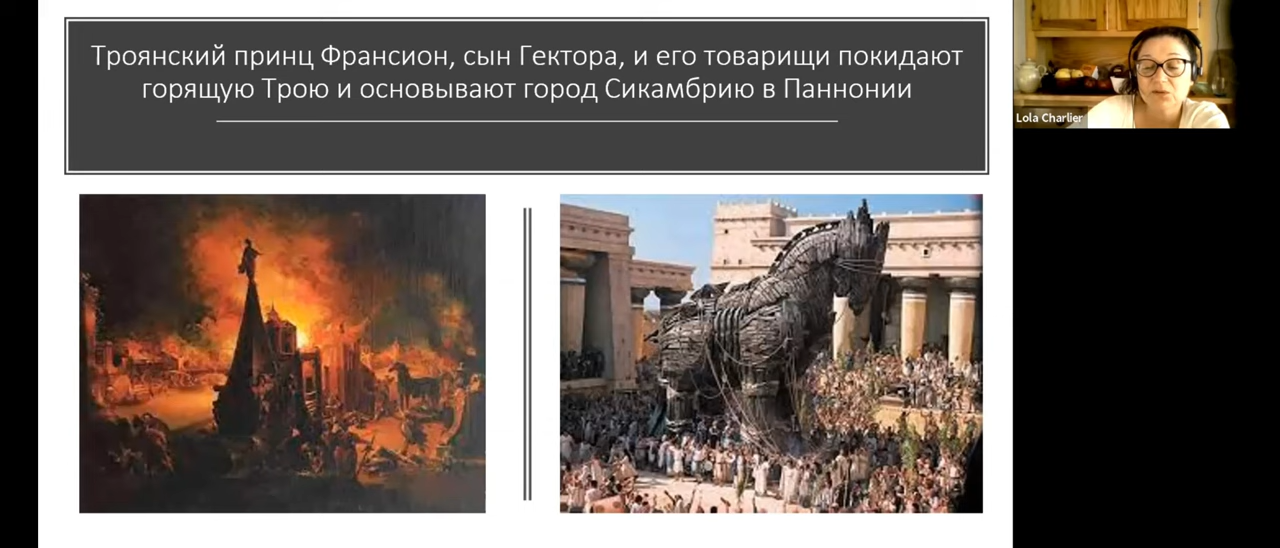 Троянский принц Франсион, сын Гектора, и его товарищи покидают
горящую Трою и основывают город Сикамбрию в Паннонии
Lola Charlier